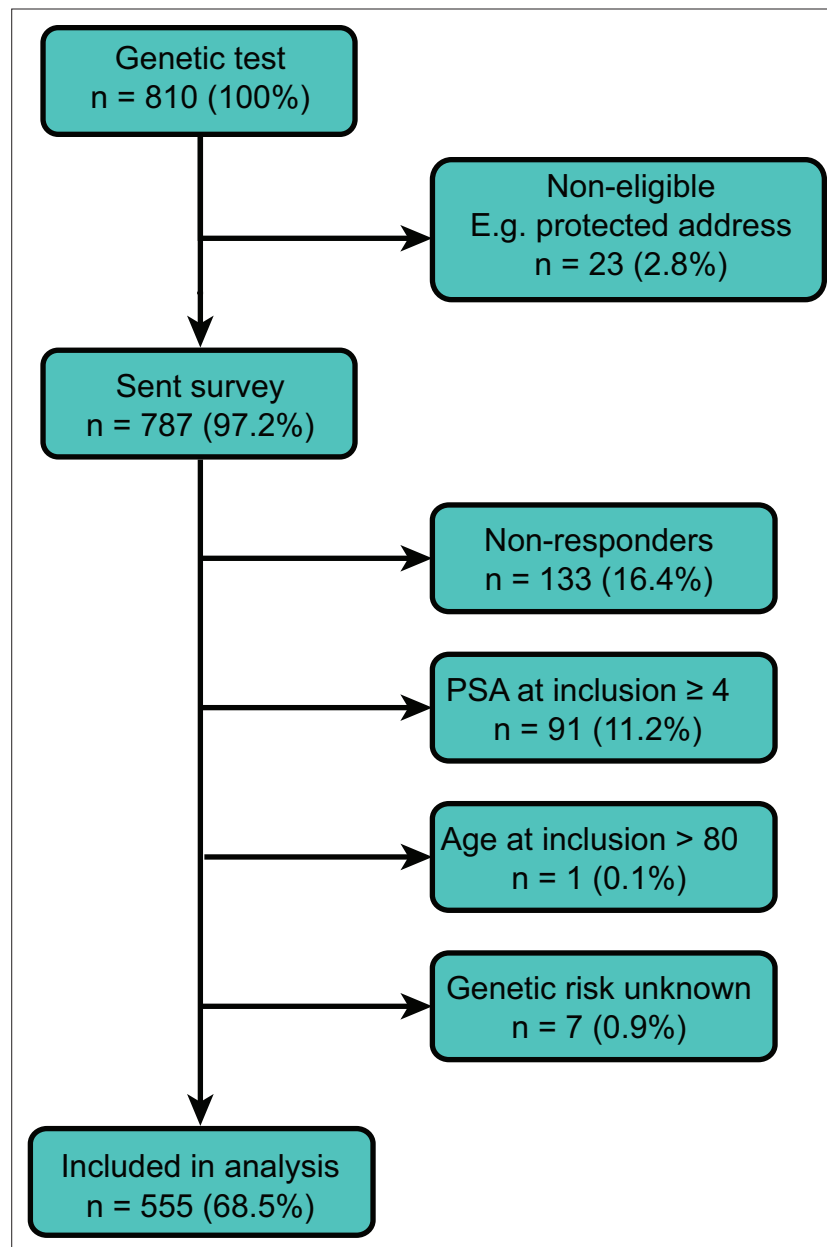 Genetic test
n = 810 (100%)
Non-eligible
E.g. protected address
n = 23 (2.8%)
Sent survey
n = 787 (97.2%)
Non-responders
n = 133 (16.4%)
PSA at inclusion ≥ 4
n = 91 (11.2%)
Age at inclusion > 80
n = 1 (0.1%)
Genetic risk unknown
n = 7 (0.9%)
Included in analysis
n = 555 (68.5%)